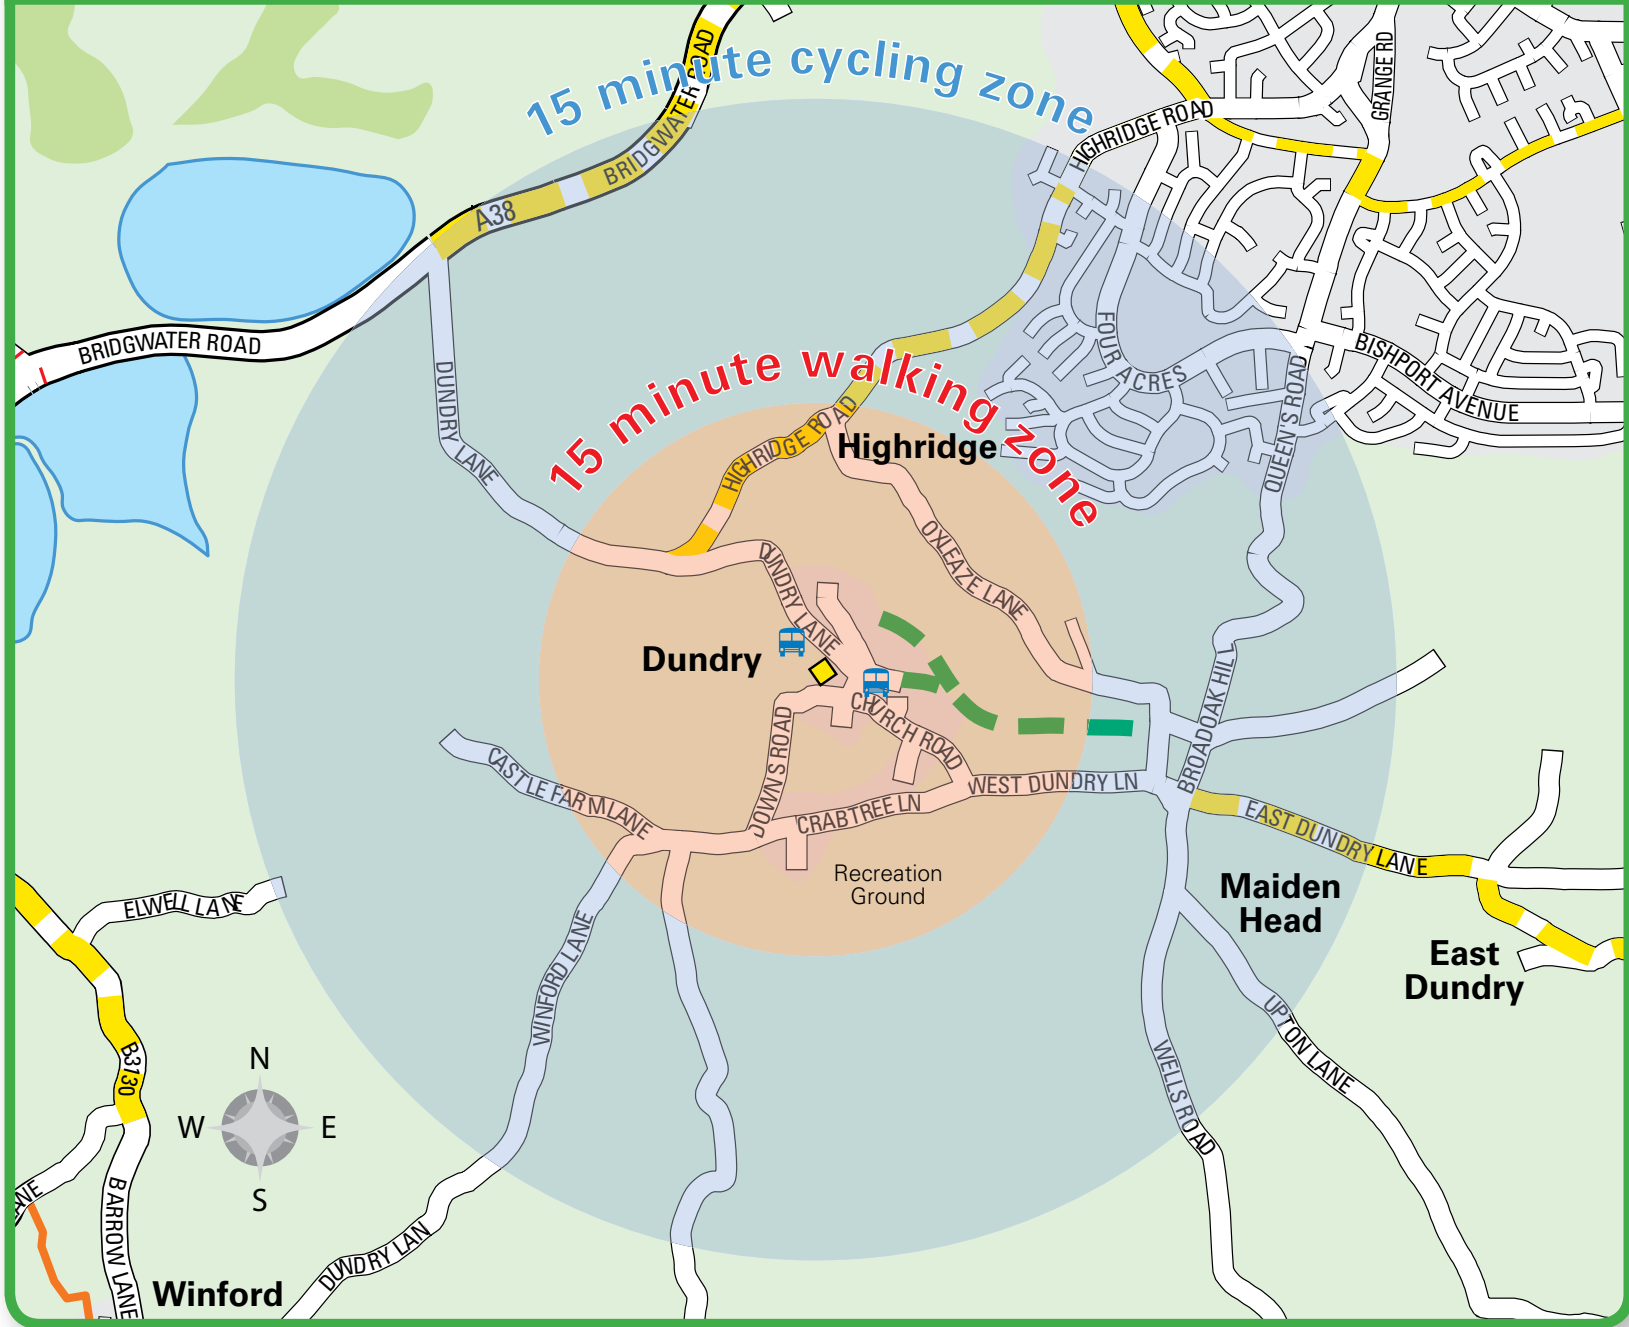 15 minute cycling zone
BRIDGWATER ROAD
HIGHRIDGE ROAD
GRANGE RD
A38
BRIDGWATER ROAD
FOUR ACRES
BISHPORT AVENUE
QUEEN'S ROAD
DUNDRY LANE
15 minute walking zone
HIGHRIDGE ROAD
Highridge
OXLEAZE LANE
DUNDRY LANE
Dundry
CHURCH ROAD
BROADOAK HILL
DOWNS ROAD
CASTLE FARM LANE
WEST DUNDRY LN
CRABTREE LN
EAST DUNDRY LANE
Recreation
Ground
Maiden
Head
ELWELL LANE
East
Dundry
WINFORD LANE
UPTON LANE
WELLS ROAD
B3130
N
W
E
S
ANE
BARROW LANE
DUNDRY LAN
Winford